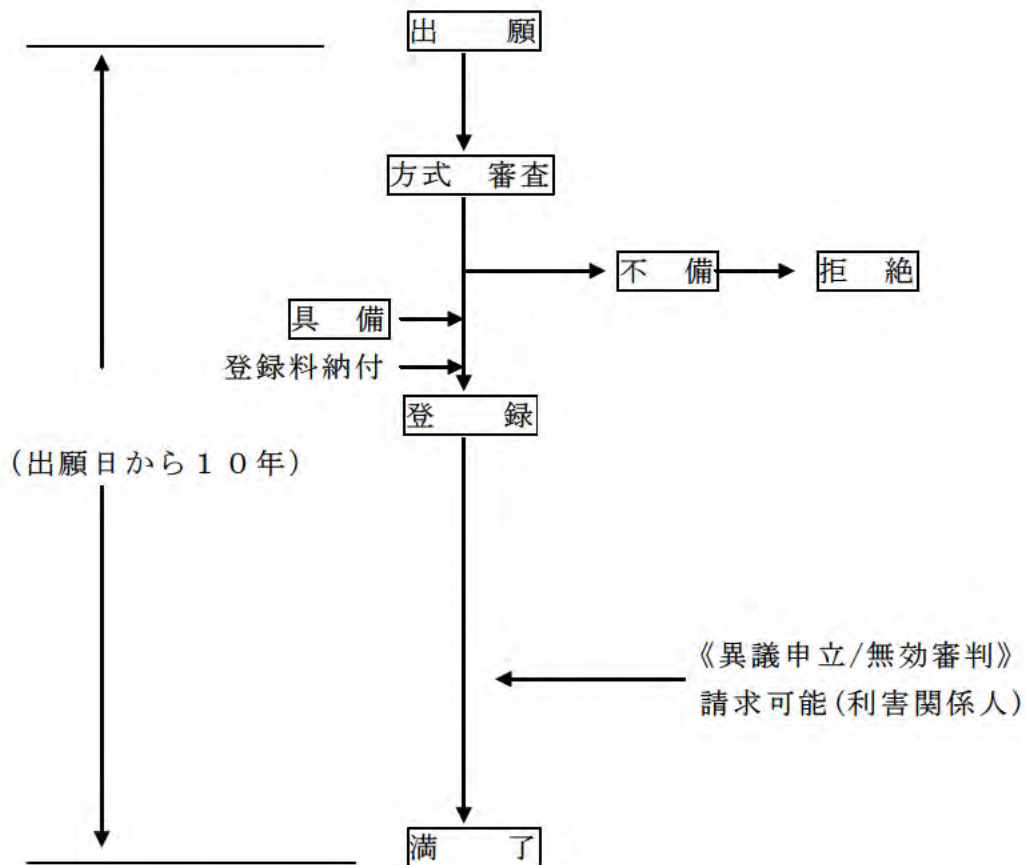 出　願
方式　審査
不　備
拒　絶
具　備
登録料納付
登　録
(出願日から１０年)
《異議申立/無効審判》
請求可能(利害関係人)
満　了